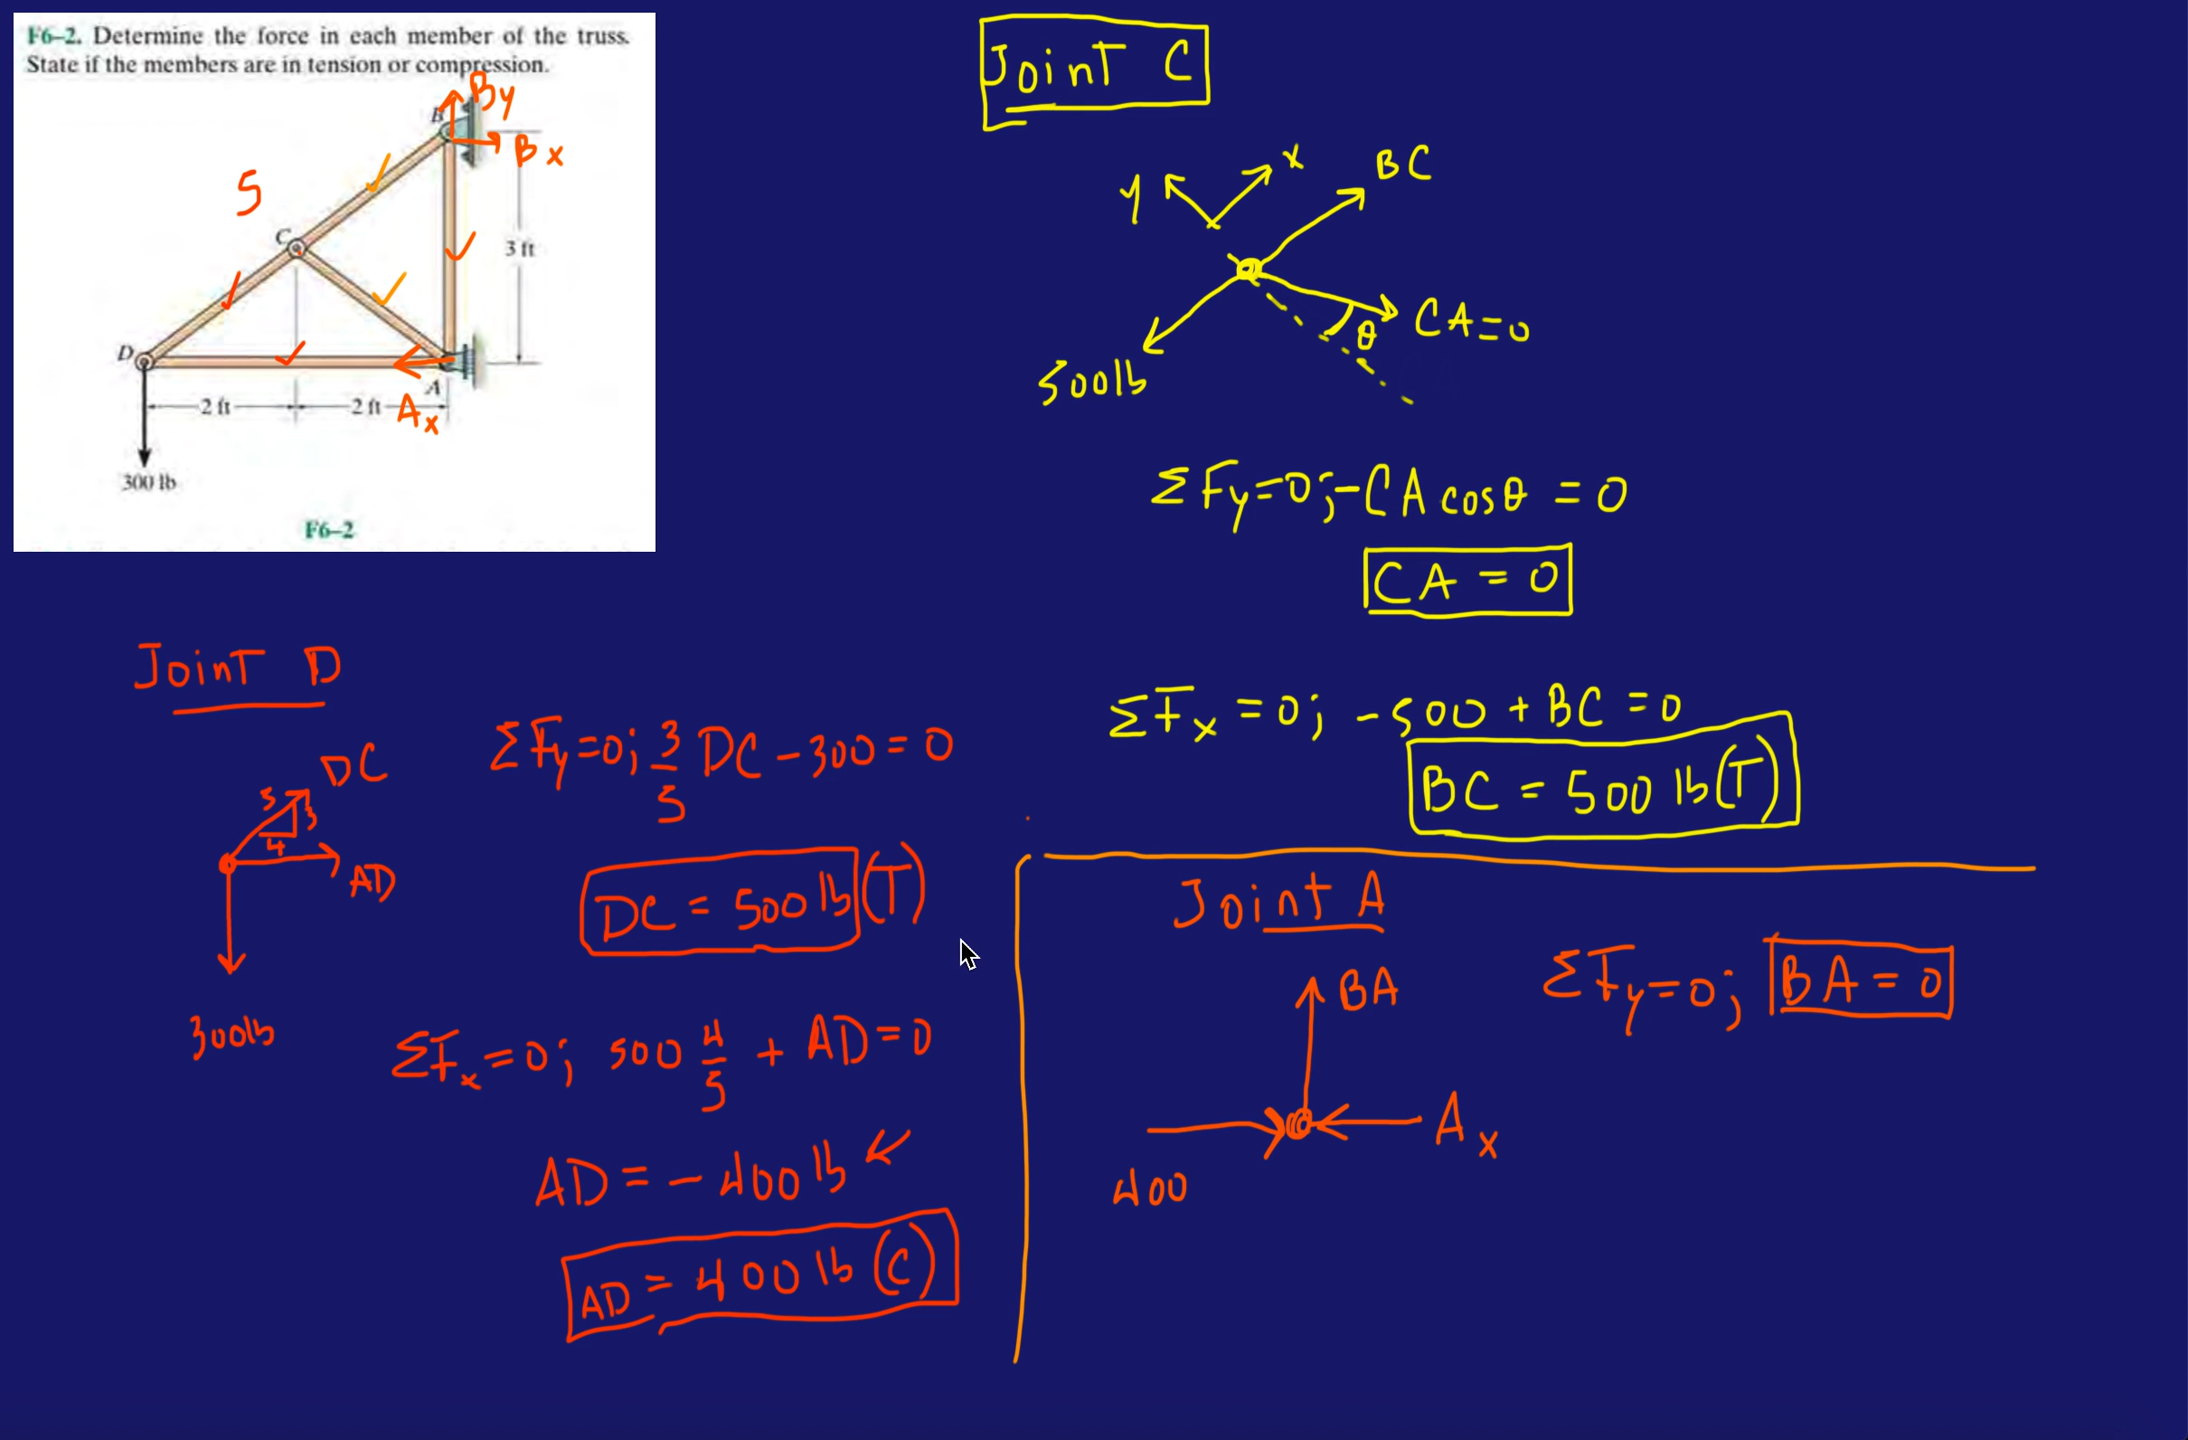 F6–2. Determine the force in each member of the truss.
State if the members are in tension or compression.
By
B
Bx
5
C
3 ft
D
A
2 ft
2 ft
Ax
300 lb
F6–2
Joint C
y
x
BC
θ
CA=0
500lb
ΣFy=0; -CA cosθ = 0
CA = 0
ΣFx = 0; -500 + BC = 0
BC = 500 lb (T)
Joint D
DC
5
3
4
AD
300lb
ΣFy=0; 3/5 DC - 300 = 0
DC = 500 lb (T)
ΣFx=0; 500 4/5 + AD = 0
AD = - 400 lb
AD = 400 lb (C)
Joint A
BA
Ax
400
ΣFy=0; BA = 0